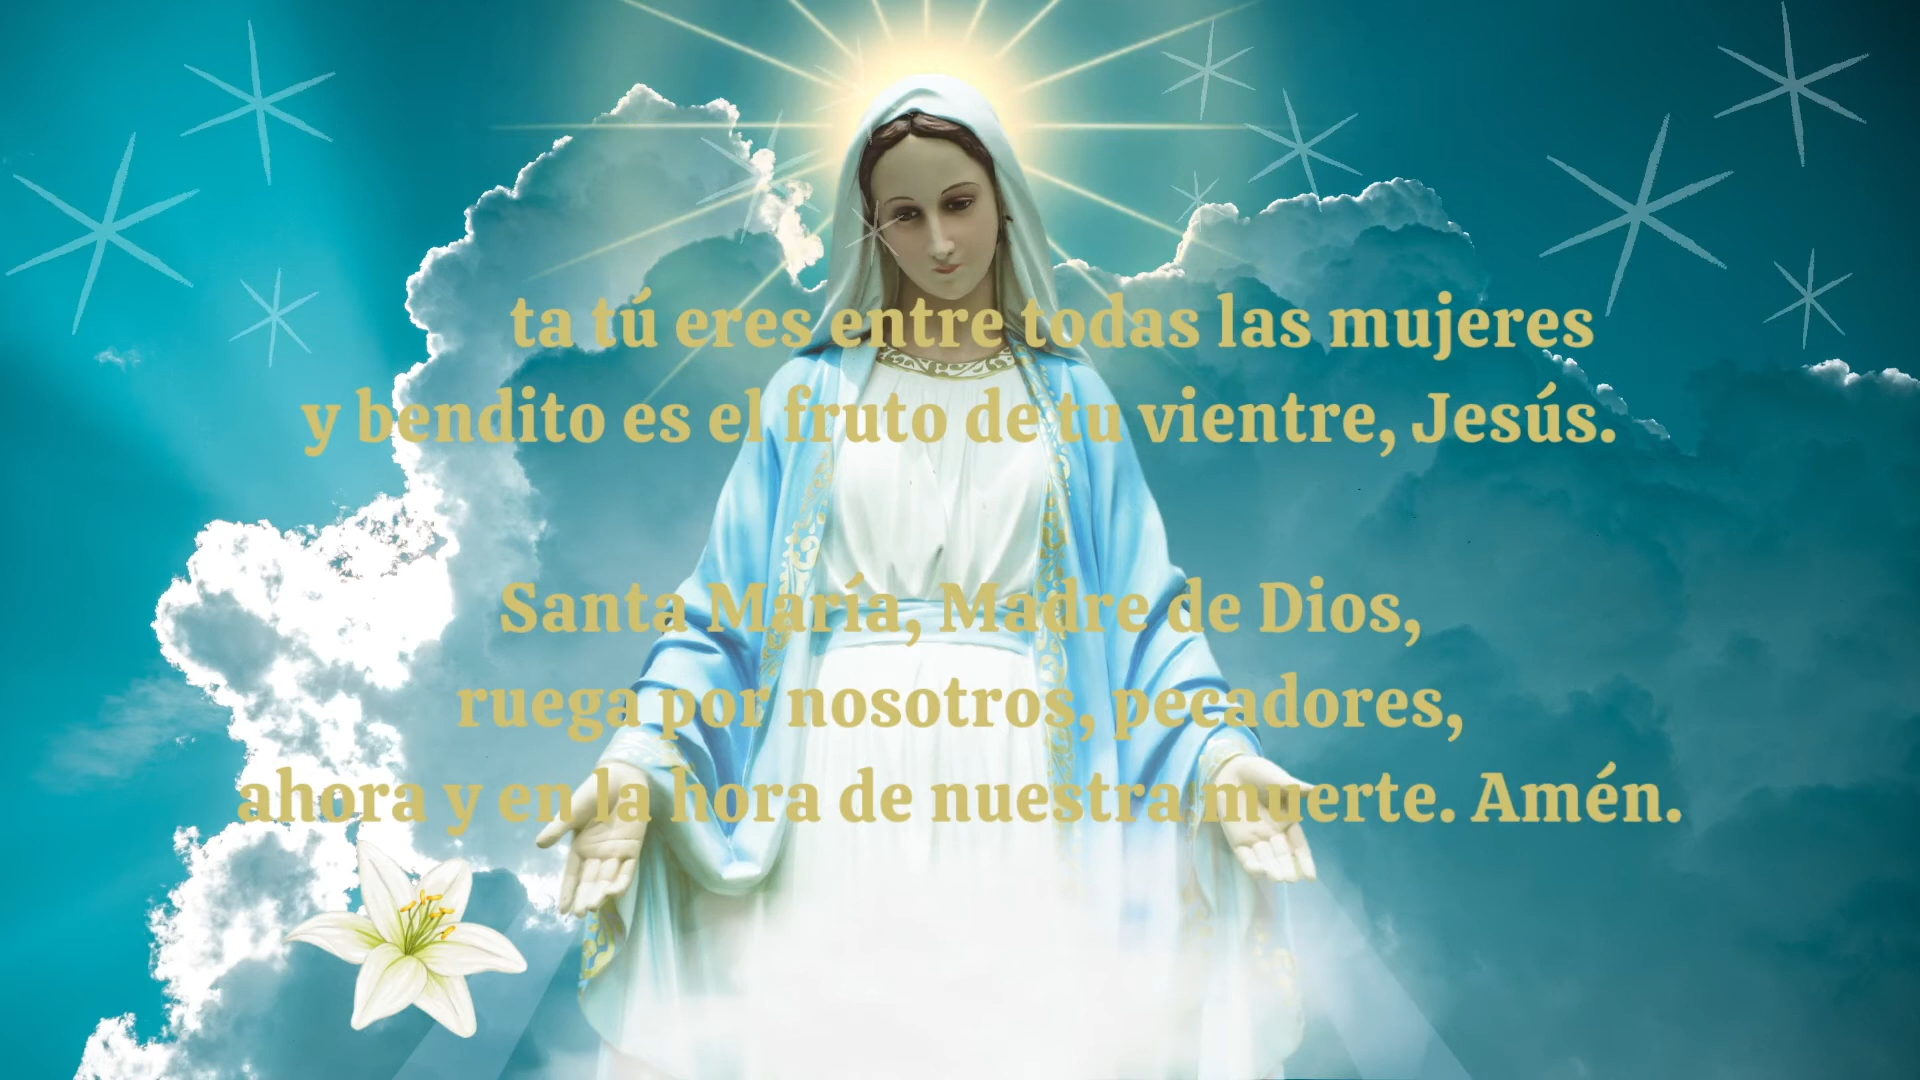 ta tú eres entre todas las mujeres
y bendito es el fruto de tu vientre, Jesús.
Santa María, Madre de Dios,
ruega por nosotros, pecadores,
ahora y en la hora de nuestra muerte. Amén.